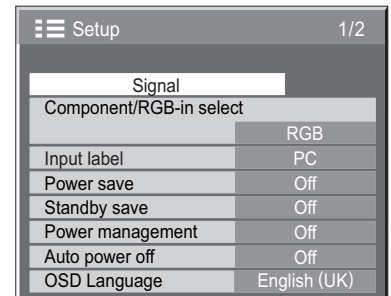 Setup 1/2
Signal
Component/RGB-in select
RGB
Input label PC
Power save Off
Standby save Off
Power management Off
Auto power off Off
OSD Language English (UK)